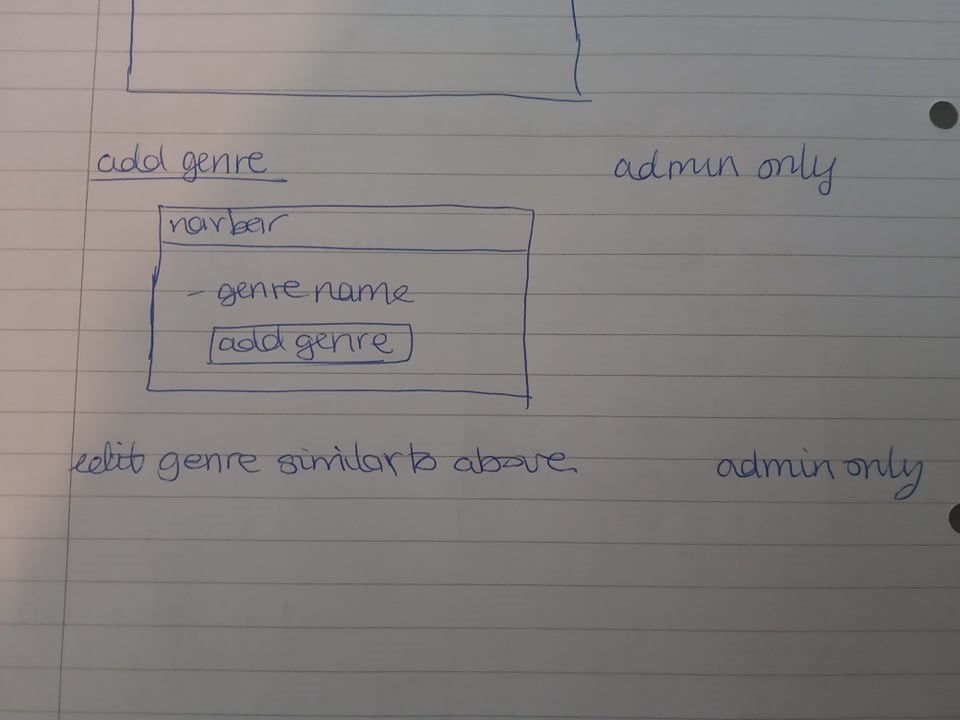 add genre admin only
navbar
- genre name
add genre
edit genre similar to above. admin only